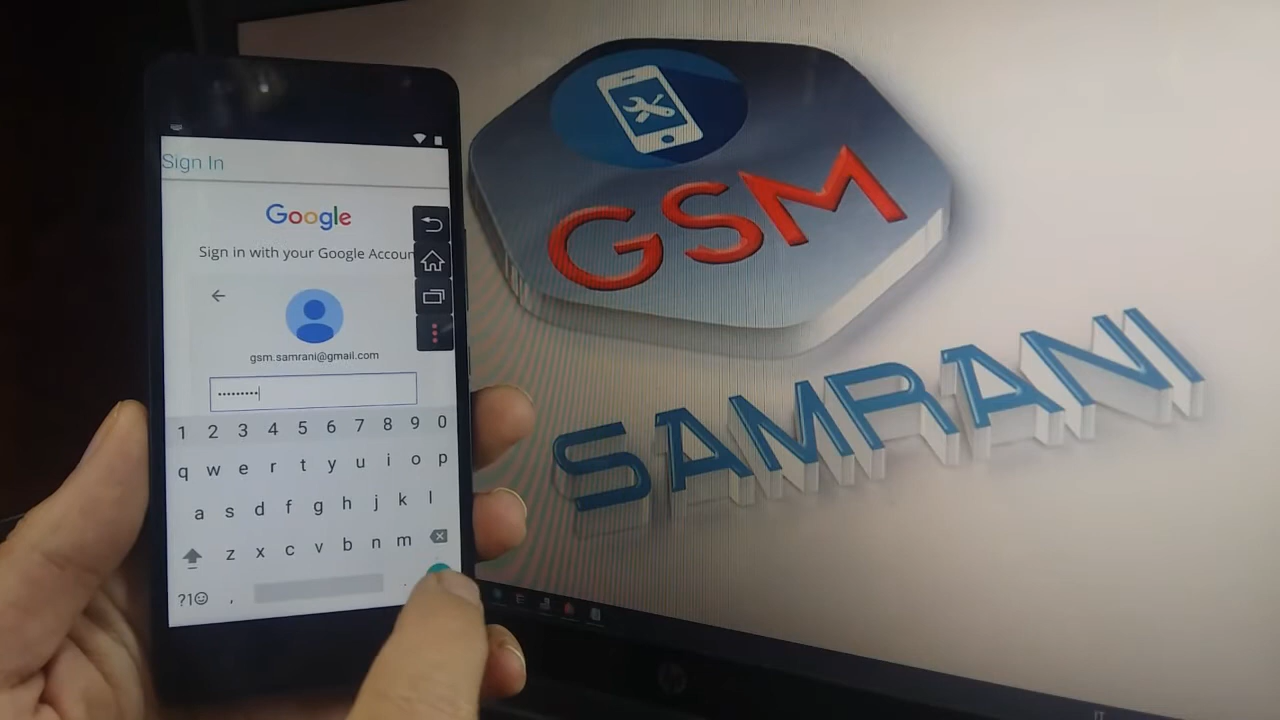 Sign In
Google
Sign in with your Google Accoun
gsm.samrani@gmail.com
•••••••••
1 2 3 4 5 6 7 8 9 0
q w e r t y u i o p
a s d f g h j k l
z x c v b n m
?1☺ , .
GSM
SAMRANI